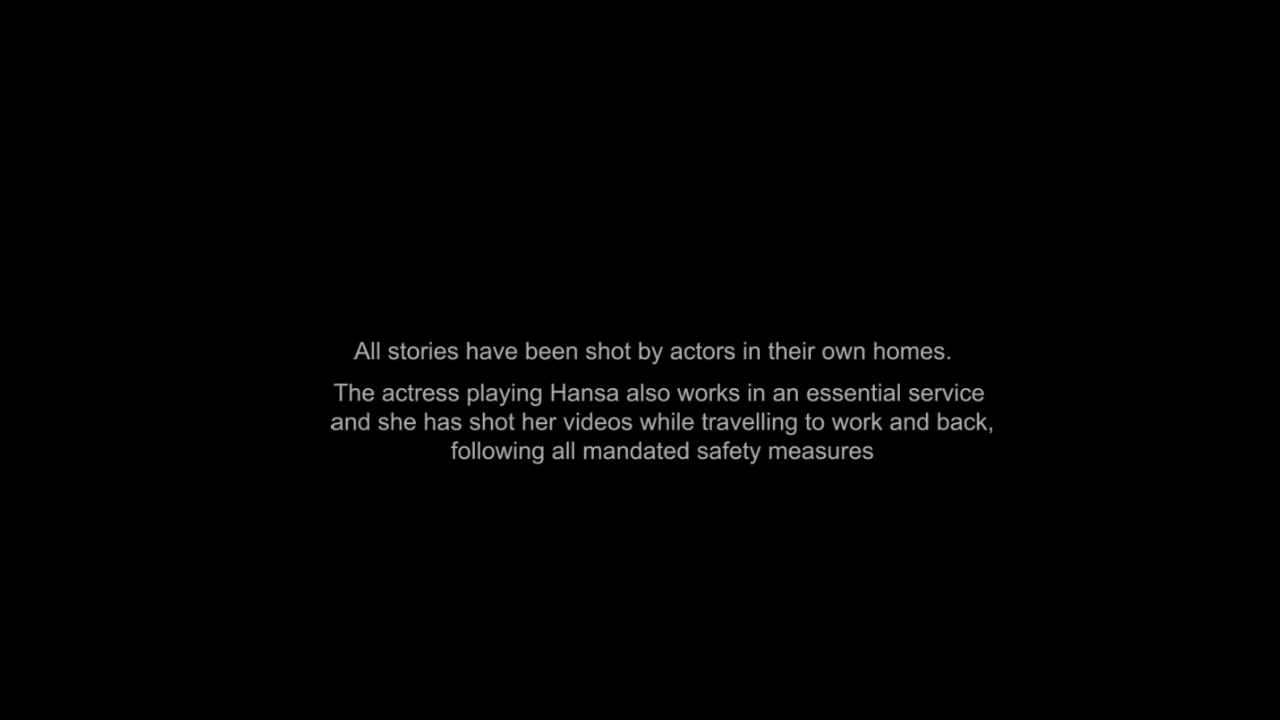 All stories have been shot by actors in their own homes.
The actress playing Hansa also works in an essential service
and she has shot her videos while travelling to work and back,
following all mandated safety measures